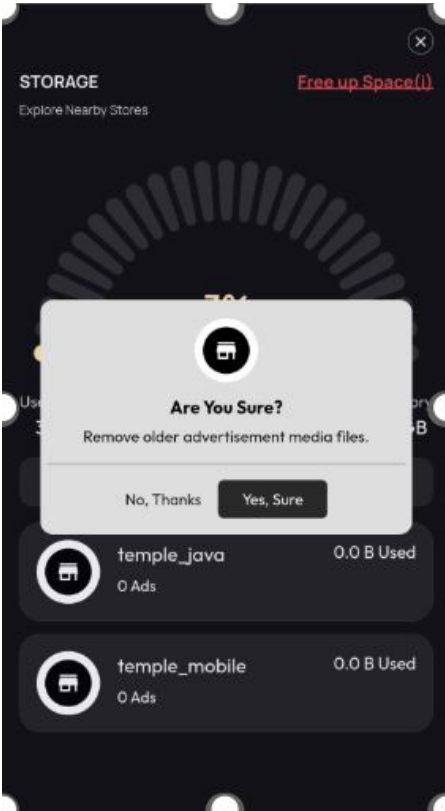 STORAGE
Free up Space(i)
Explore Nearby Stores
Are You Sure?
Remove older advertisement media files.
No, Thanks
Yes, Sure
temple_java
0.0 B Used
0 Ads
temple_mobile
0.0 B Used
0 Ads